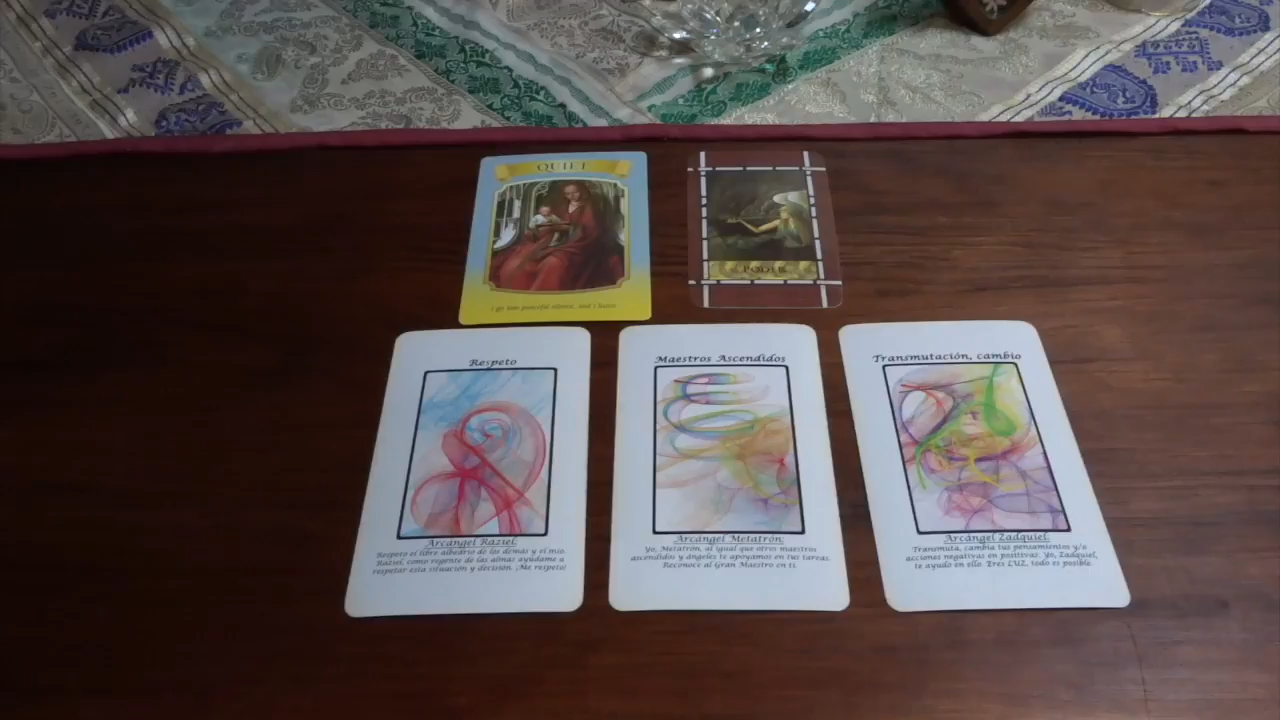 QUIET
I go into peaceful silence, and I listen.
PODER
Respeto
Arcángel Raziel:
Respeto el libre albedrío de los demás y el mío.
Raziel, como regente de las almas ayúdame a
respetar esta situación y decisión. ¡Me respeto!
Maestros Ascendidos
Arcángel Metatrón:
Yo, Metatrón, al igual que otros maestros
ascendidos y ángeles te apoyamos en tus tareas.
Reconoce al Gran Maestro en ti.
Transmutación, cambio
Arcángel Zadquiel:
Transmuta, cambia tus pensamientos y/o
acciones negativas en positivas. Yo, Zadquiel,
te ayudo en ello. Eres LUZ, todo es posible.